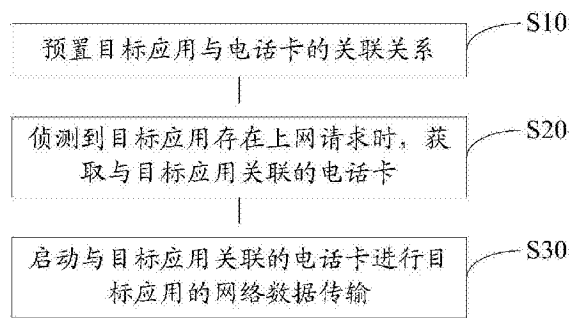 S10
预置目标应用与电话卡的关联关系
S20
侦测到目标应用存在上网请求时，获
取与目标应用关联的电话卡
S30
启动与目标应用关联的电话卡进行目
标应用的网络数据传输